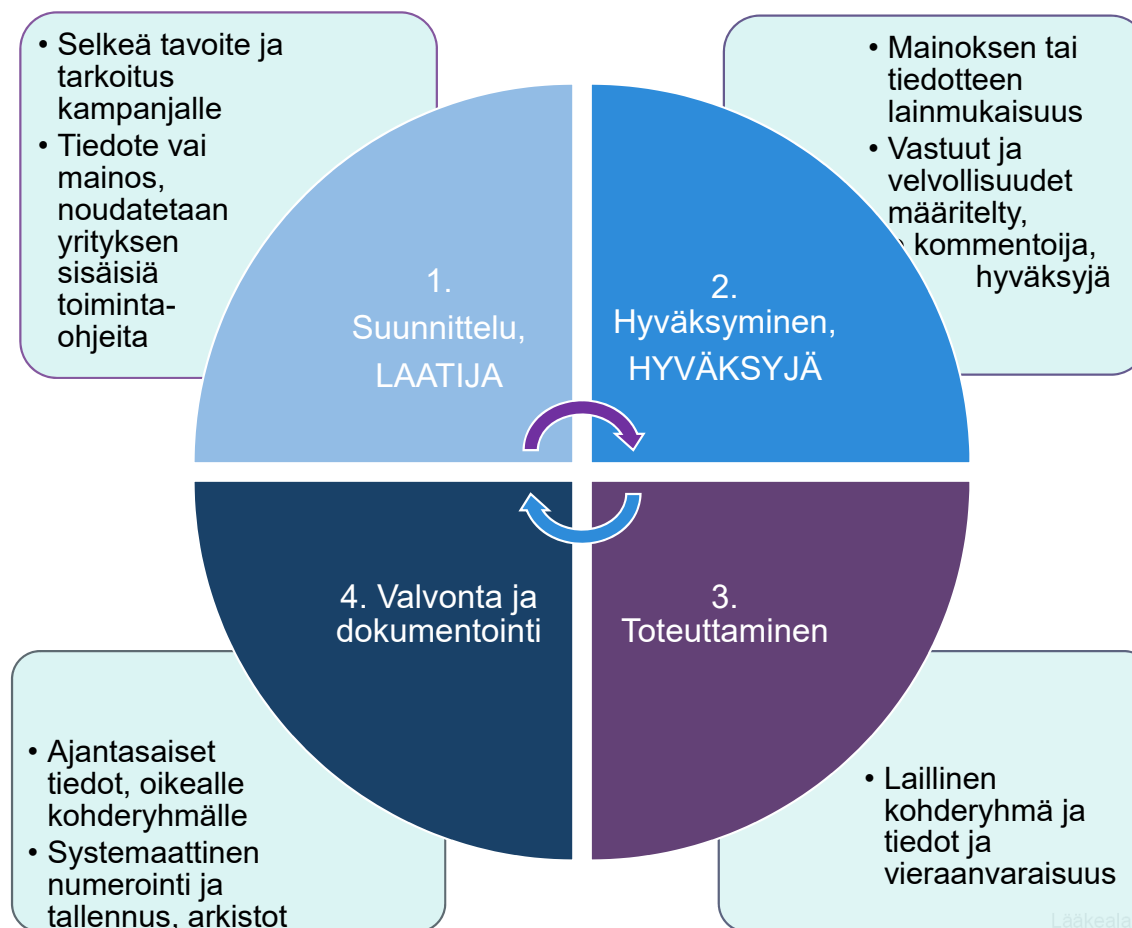 • Selkeä tavoite ja
tarkoitus
kampanjalle
• Tiedote vai
mainos,
noudatetaan
yrityksen
sisäisiä
toiminta-
ohjeita
• Mainoksen tai
tiedotteen
lainmukaisuus
• Vastuut ja
velvollisuudet
määritelty,
kommentoija,
hyväksyjä
1.
Suunnittelu,
LAATIJA
2.
Hyväksyminen,
HYVÄKSYJÄ
4. Valvonta ja
dokumentointi
3.
Toteuttaminen
• Ajantasaiset
tiedot, oikealle
kohderyhmälle
• Systemaattinen
numerointi ja
tallennus, arkistot
• Laillinen
kohderyhmä ja
tiedot ja
vieraanvaraisuus
Lääkeala